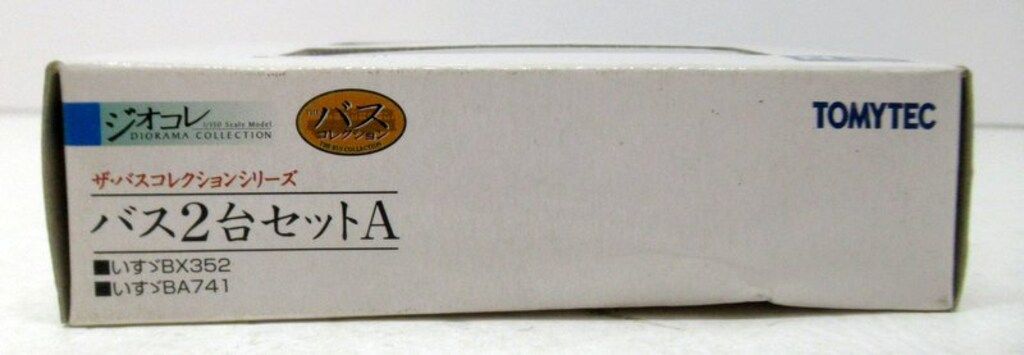 ジオコレ
1/150 Scale Model
DIORAMA COLLECTION
THE
バス
コレクション
THE BUS COLLECTION
TOMYTEC
ザ・バスコレクションシリーズ
バス2台セットA
■いすゞBX352
■いすゞBA741